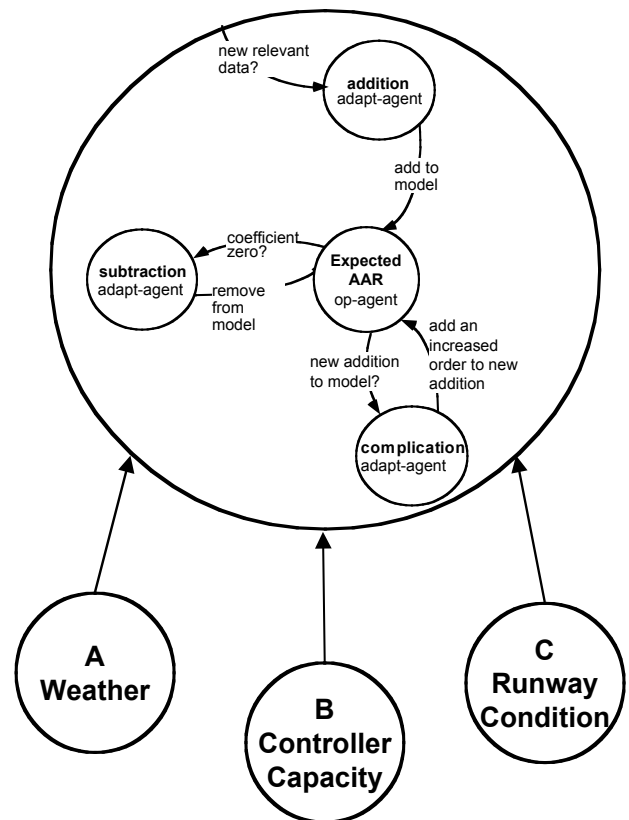 new relevant
data?
addition
adapt-agent
add to
model
coefficient
zero?
subtraction
adapt-agent
remove
from
model
Expected
AAR
op-agent
new addition
to model?
add an
increased
order to new
addition
complication
adapt-agent
A
Weather
B
Controller
Capacity
C
Runway
Condition